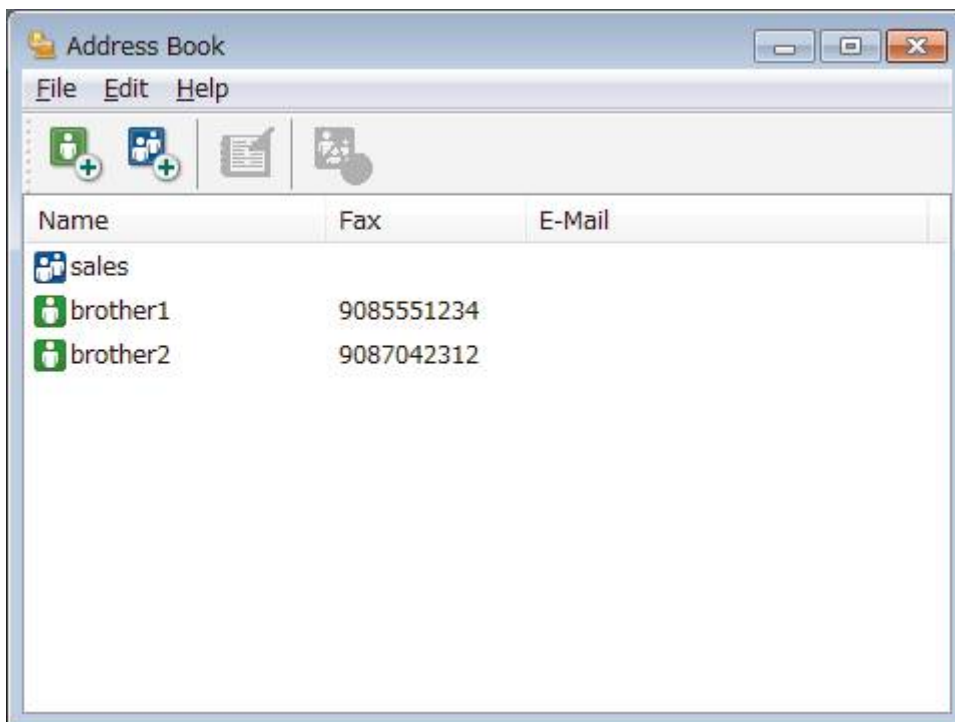 Address Book
File Edit Help
Name Fax E-Mail
sales
brother1 9085551234
brother2 9087042312